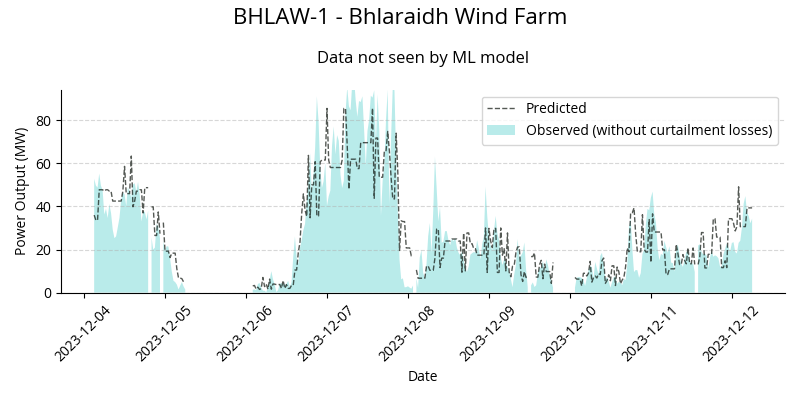 BHLAW-1 - Bhlaraidh Wind Farm
Data not seen by ML model
Power Output (MW)
80
60
40
20
0
Predicted
Observed (without curtailment losses)
2023-12-04
2023-12-05
2023-12-06
2023-12-07
2023-12-08
2023-12-09
2023-12-10
2023-12-11
2023-12-12
Date